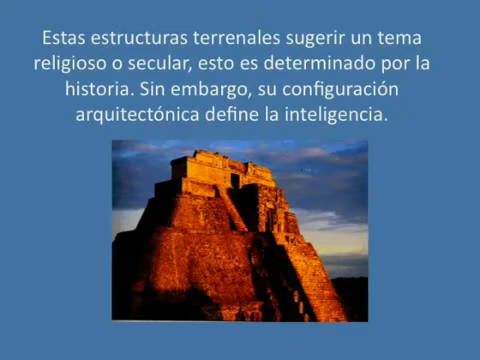 Estas estructuras terrenales sugerir un tema
religioso o secular, esto es determinado por la
historia. Sin embargo, su configuración
arquitectónica define la inteligencia.